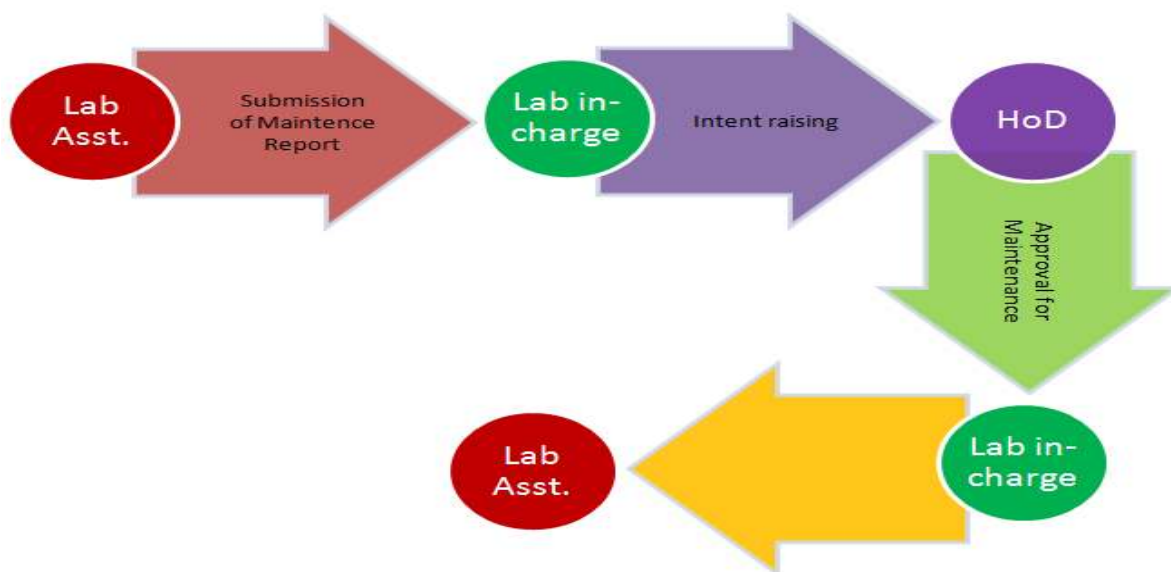 Lab
Asst.
Submission
of Maintence
Report
Lab in-
charge
Intent raising
HoD
Approval for
Maintenance
Lab in-
charge
Lab
Asst.